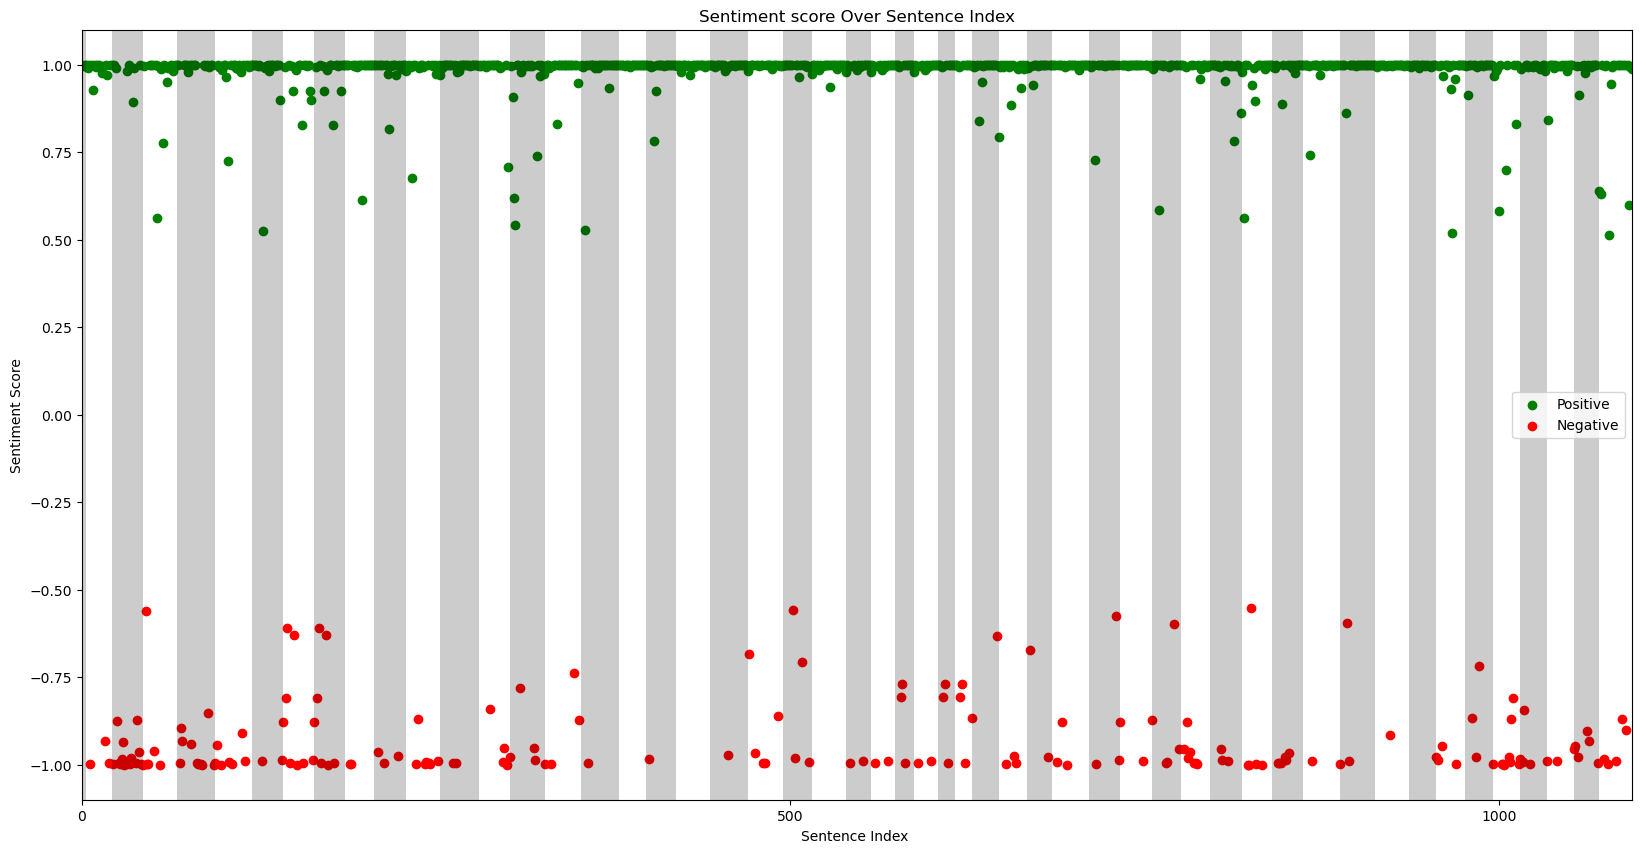 Sentiment score Over Sentence Index
1.00
0.75
0.50
0.25
0.00
−0.25
−0.50
−0.75
−1.00
Sentiment Score
Positive
Negative
0
500
1000
Sentence Index